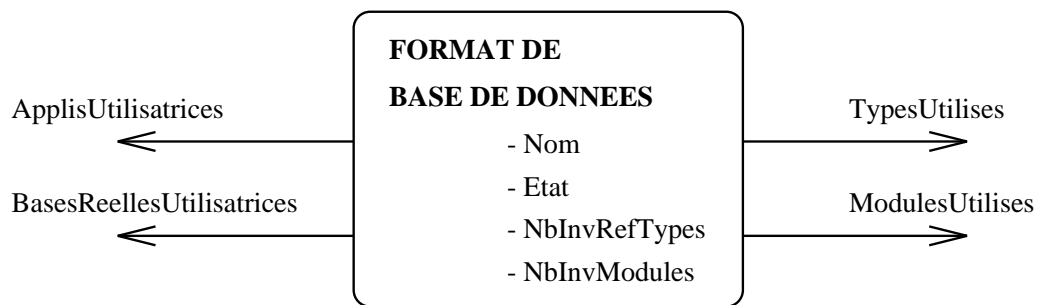 FORMAT DE
BASE DE DONNEES
ApplisUtilisatrices
TypesUtilises
- Nom
- Etat
BasesReellesUtilisatrices
ModulesUtilises
- NbInvRefTypes
- NbInvModules